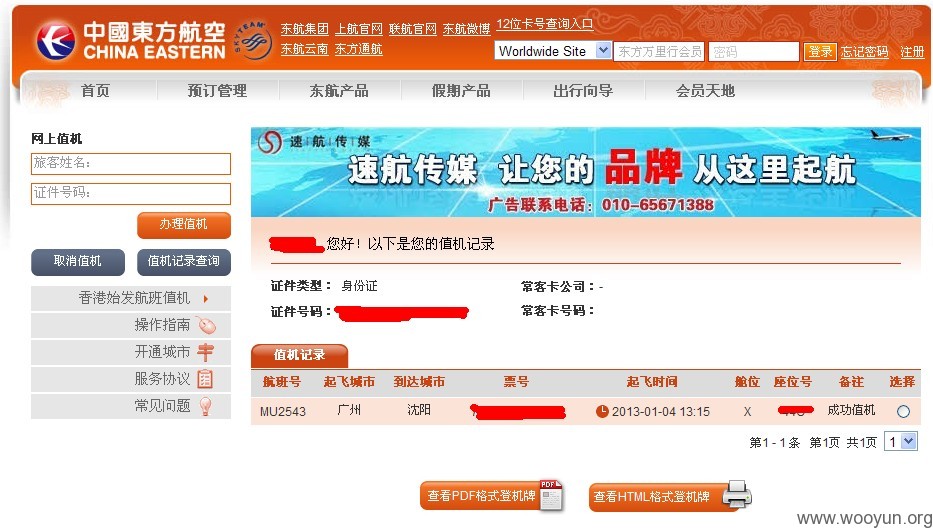 中國東方航空
CHINA EASTERN
SKYTEAM
东航集团 上航官网 联航官网 东航微博 12位卡号查询入口
东航云南 东方通航
Worldwide Site 东方万里行会员 密码 登录 忘记密码 注册
首页 预订管理 东航产品 假期产品 出行向导 会员天地
网上值机
旅客姓名：
证件号码：
办理值机
取消值机 值机记录查询
香港始发航班值机
操作指南
开通城市
服务协议
常见问题
速航传媒
速航传媒 让您的 品牌 从这里起航
广告联系电话：010-65671388
您好！以下是您的值机记录
证件类型： 身份证 常客卡公司：-
证件号码： 常客卡号码：
值机记录
航班号 起飞城市 到达城市 票号 起飞时间 舱位 座位号 备注 选择
MU2543 广州 沈阳 2013-01-04 13:15 X 成功值机
第1 - 1 条 第1页 共1页 1
查看PDF格式登机牌 PDF 查看HTML格式登机牌
www.wooyun.org